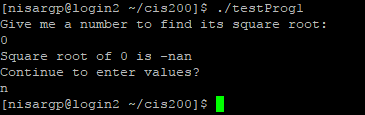 [nisargp@login2 ~/cis200]$ ./testProg1
Give me a number to find its square root:
0
Square root of 0 is -nan
Continue to enter values?
n
[nisargp@login2 ~/cis200]$